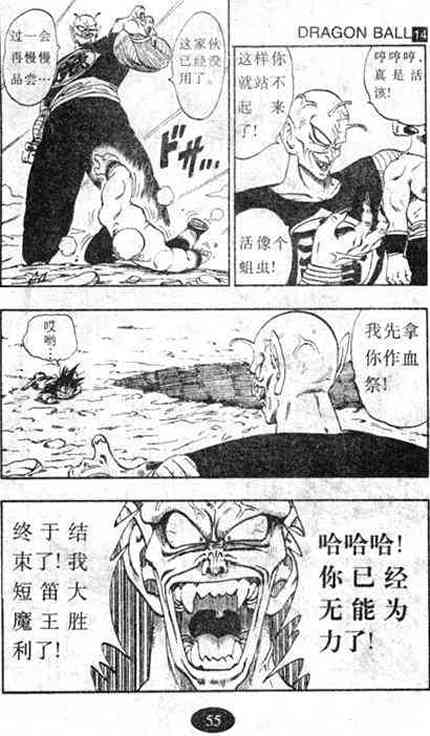 DRAGON BALL 14
哼哼哼，
真是活
该!
这样你
就站不
起来
了!
活像个
蛆虫!
这家伙
已经没
用了。
过一会
再慢慢
品尝…
ドサ…
我先拿
你作血
祭!
哎
哟…
哈哈哈!
你已经
无能为
力了!
终于结
束了!我
短笛大
魔王胜
利了!
55